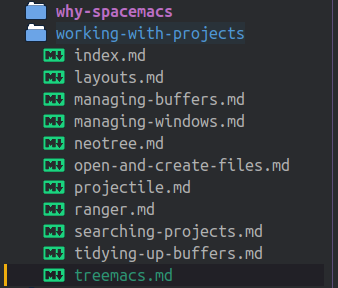 why-spacemacs
working-with-projects
index.md
layouts.md
managing-buffers.md
managing-windows.md
neotree.md
open-and-create-files.md
projectile.md
ranger.md
searching-projects.md
tidying-up-buffers.md
treemacs.md